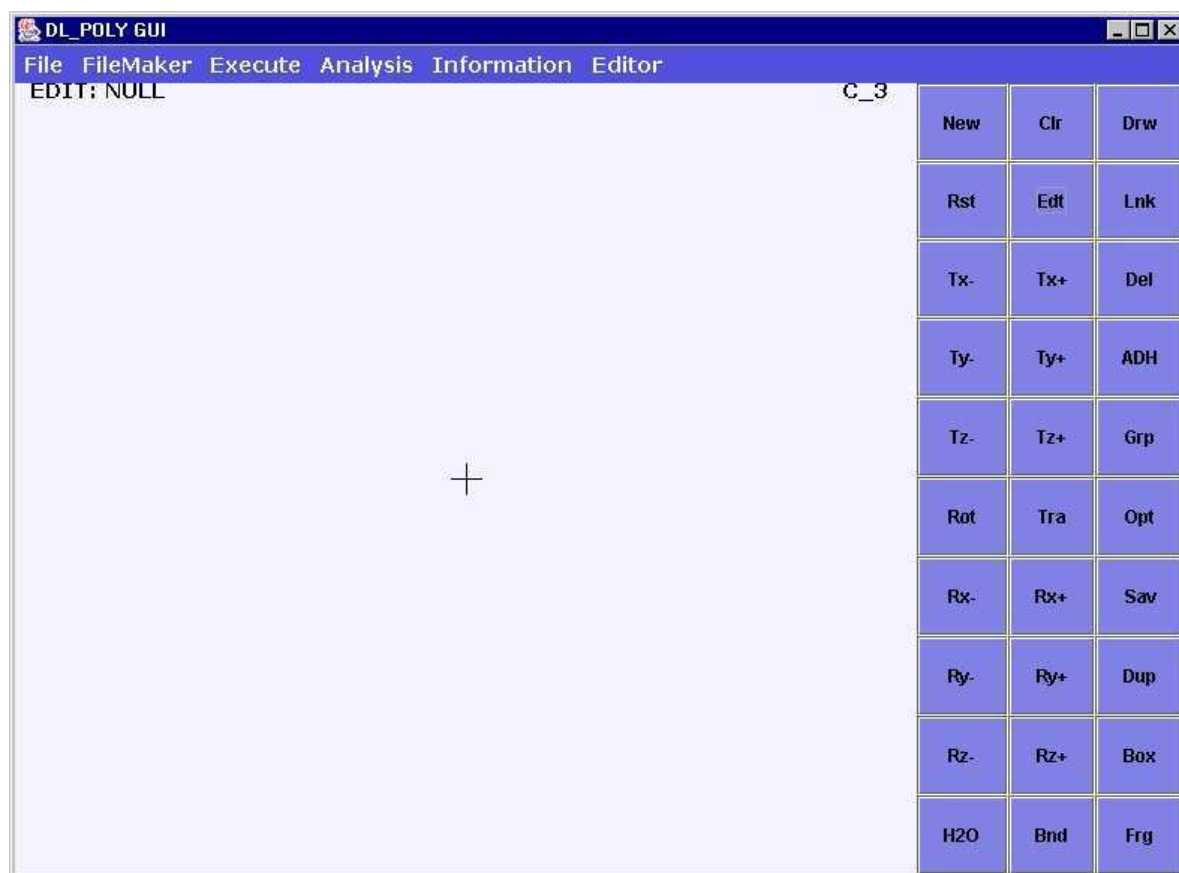 DL_POLY GUI
File FileMaker Execute Analysis Information Editor
EDIT: NULL C_3
New Clr Drw
Rst Edt Lnk
Tx- Tx+ Del
Ty- Ty+ ADH
Tz- Tz+ Grp
Rot Tra Opt
Rx- Rx+ Sav
Ry- Ry+ Dup
Rz- Rz+ Box
H2O Bnd Frg